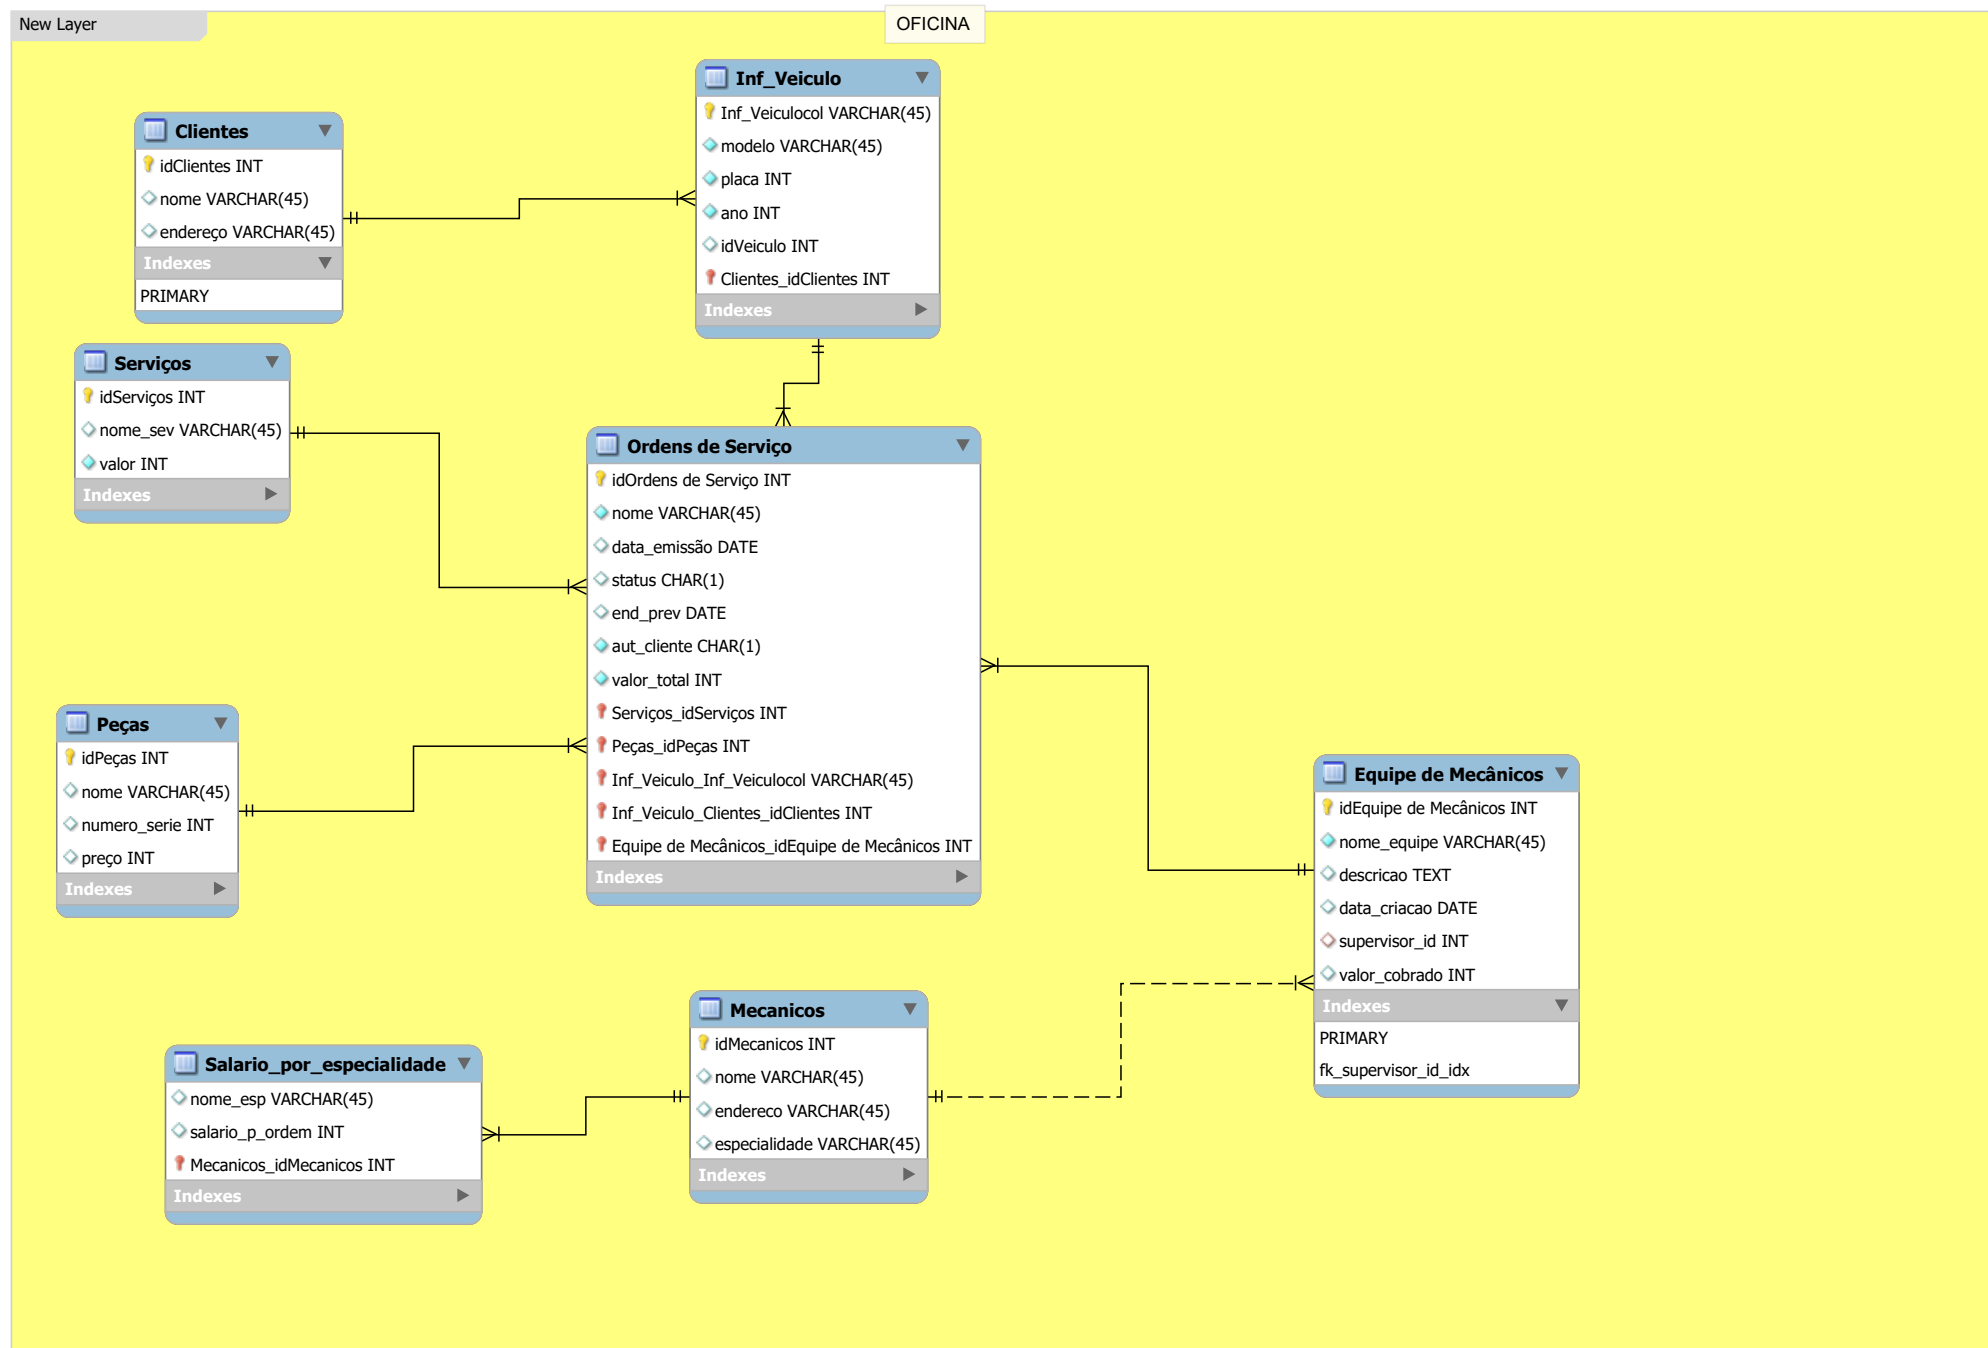 New Layer
OFICINA
Inf_Veiculo
Inf_Veiculocol VARCHAR(45)
modelo VARCHAR(45)
placa INT
ano INT
idVeiculo INT
Clientes_idClientes INT
Indexes
Clientes
idClientes INT
nome VARCHAR(45)
endereço VARCHAR(45)
Indexes
PRIMARY
Serviços
idServiços INT
nome_sev VARCHAR(45)
valor INT
Indexes
Ordens de Serviço
idOrdens de Serviço INT
nome VARCHAR(45)
data_emissão DATE
status CHAR(1)
end_prev DATE
aut_cliente CHAR(1)
valor_total INT
Serviços_idServiços INT
Peças_idPeças INT
Inf_Veiculo_Inf_Veiculocol VARCHAR(45)
Inf_Veiculo_Clientes_idClientes INT
Equipe de Mecânicos_idEquipe de Mecânicos INT
Indexes
Peças
idPeças INT
nome VARCHAR(45)
numero_serie INT
preço INT
Indexes
Equipe de Mecânicos
idEquipe de Mecânicos INT
nome_equipe VARCHAR(45)
descricao TEXT
data_criacao DATE
supervisor_id INT
valor_cobrado INT
Indexes
PRIMARY
fk_supervisor_id_idx
Mecanicos
idMecanicos INT
nome VARCHAR(45)
endereco VARCHAR(45)
especialidade VARCHAR(45)
Indexes
Salario_por_especialidade
nome_esp VARCHAR(45)
salario_p_ordem INT
Mecanicos_idMecanicos INT
Indexes